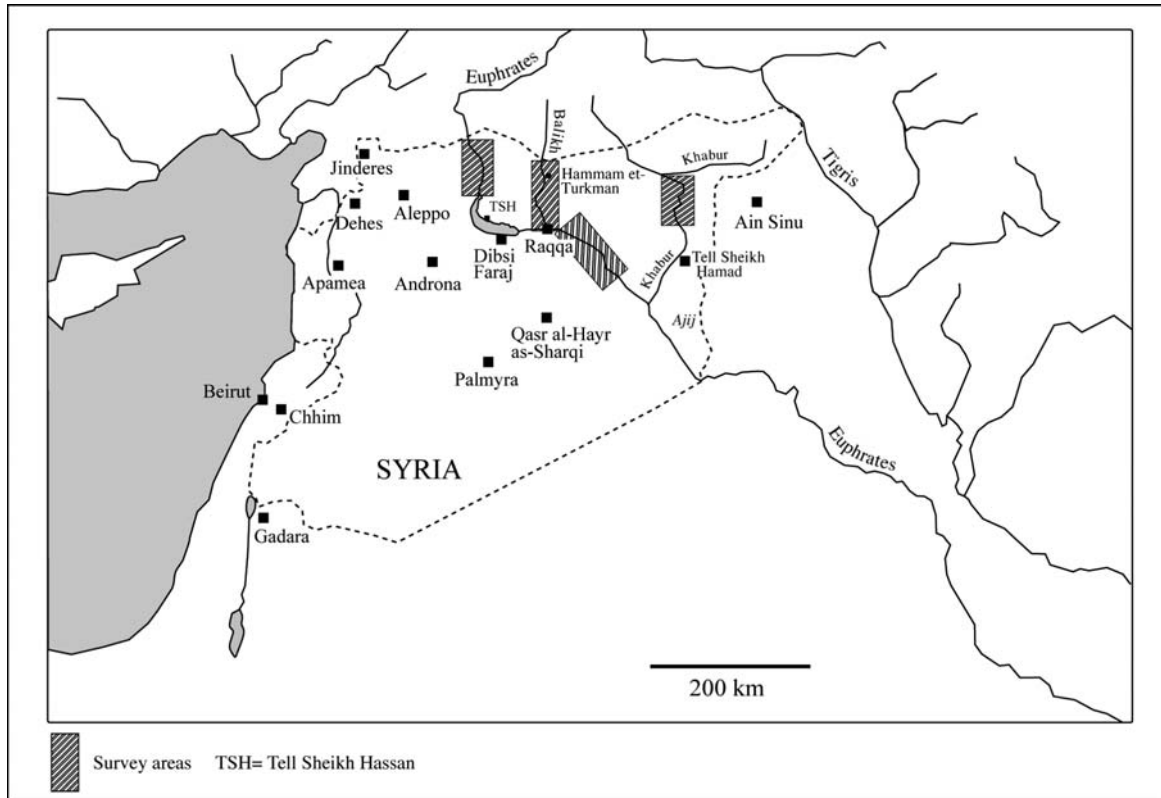 Euphrates
Balikh
Khabur
Tigris
Jinderes
Hammam et-
Turkman
Dehes
Aleppo
TSH
Ain Sinu
Raqqa
Dibsi
Faraj
Apamea
Androna
Khabur
Tell Sheikh
Hamad
Ajij
Qasr al-Hayr
as-Sharqi
Palmyra
Beirut
Chhim
Euphrates
SYRIA
Gadara
200 km
Survey areas TSH= Tell Sheikh Hassan